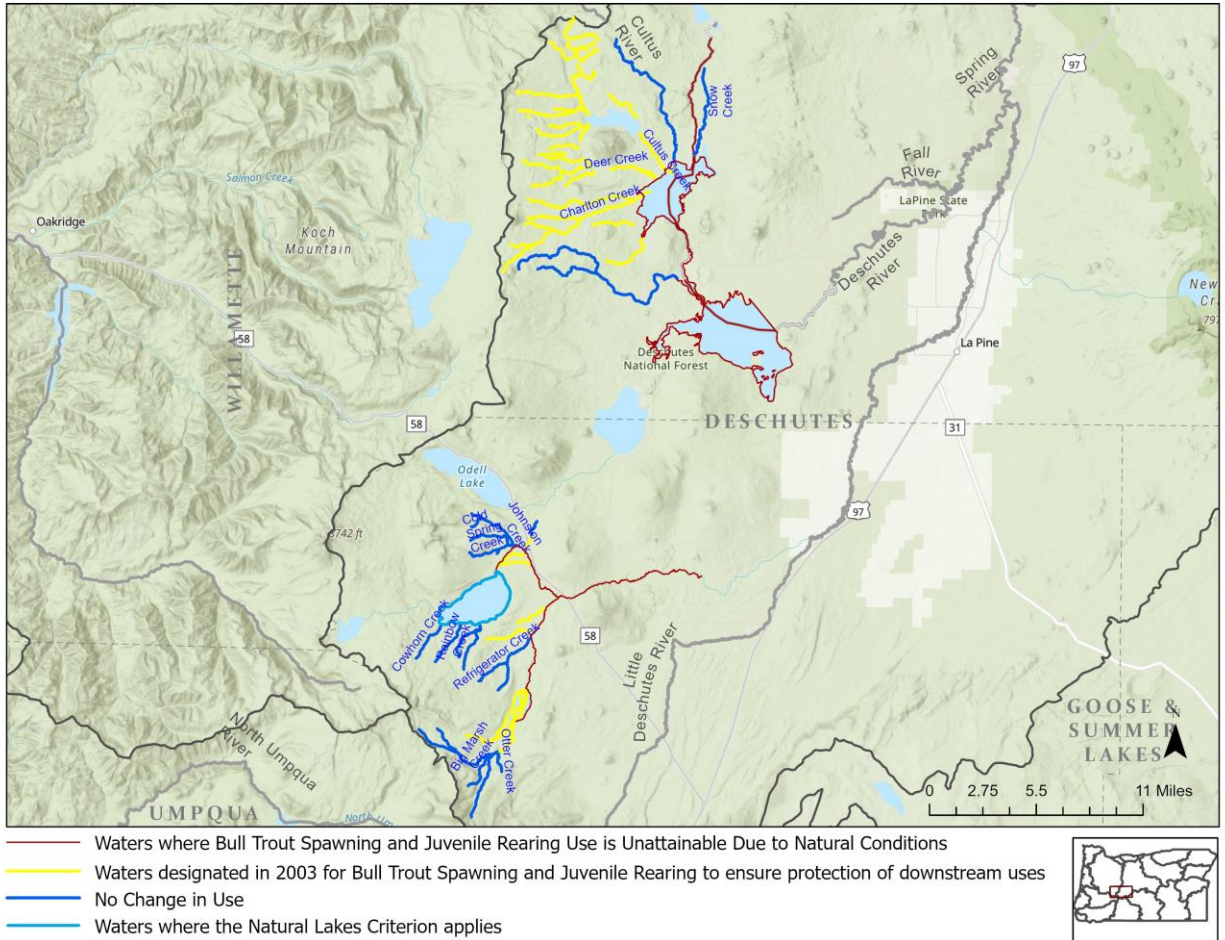 Cultus
River
Snow
Creek
Spring
River
97
Cultus Creek
Deer Creek
Fall
River
LaPine State
Park
Salmon Creek
Charlton Creek
Oakridge
Koch
Mountain
Deschutes
River
WILLAMETTE
58
La Pine
Deschutes
National Forest
58
DESCHUTES
31
Odell
Lake
97
Cold
Spring
Creek
Johnston
Creek
Cowhorn Creek
Rainbow
Creek
Refrigerator Creek
58
Little
Deschutes River
North Umpqua
River
Big Marsh
Creek
Otter Creek
GOOSE &
SUMMER
LAKES
N
UMPQUA
0 2.75 5.5 11 Miles
Waters where Bull Trout Spawning and Juvenile Rearing Use is Unattainable Due to Natural Conditions
Waters designated in 2003 for Bull Trout Spawning and Juvenile Rearing to ensure protection of downstream uses
No Change in Use
Waters where the Natural Lakes Criterion applies